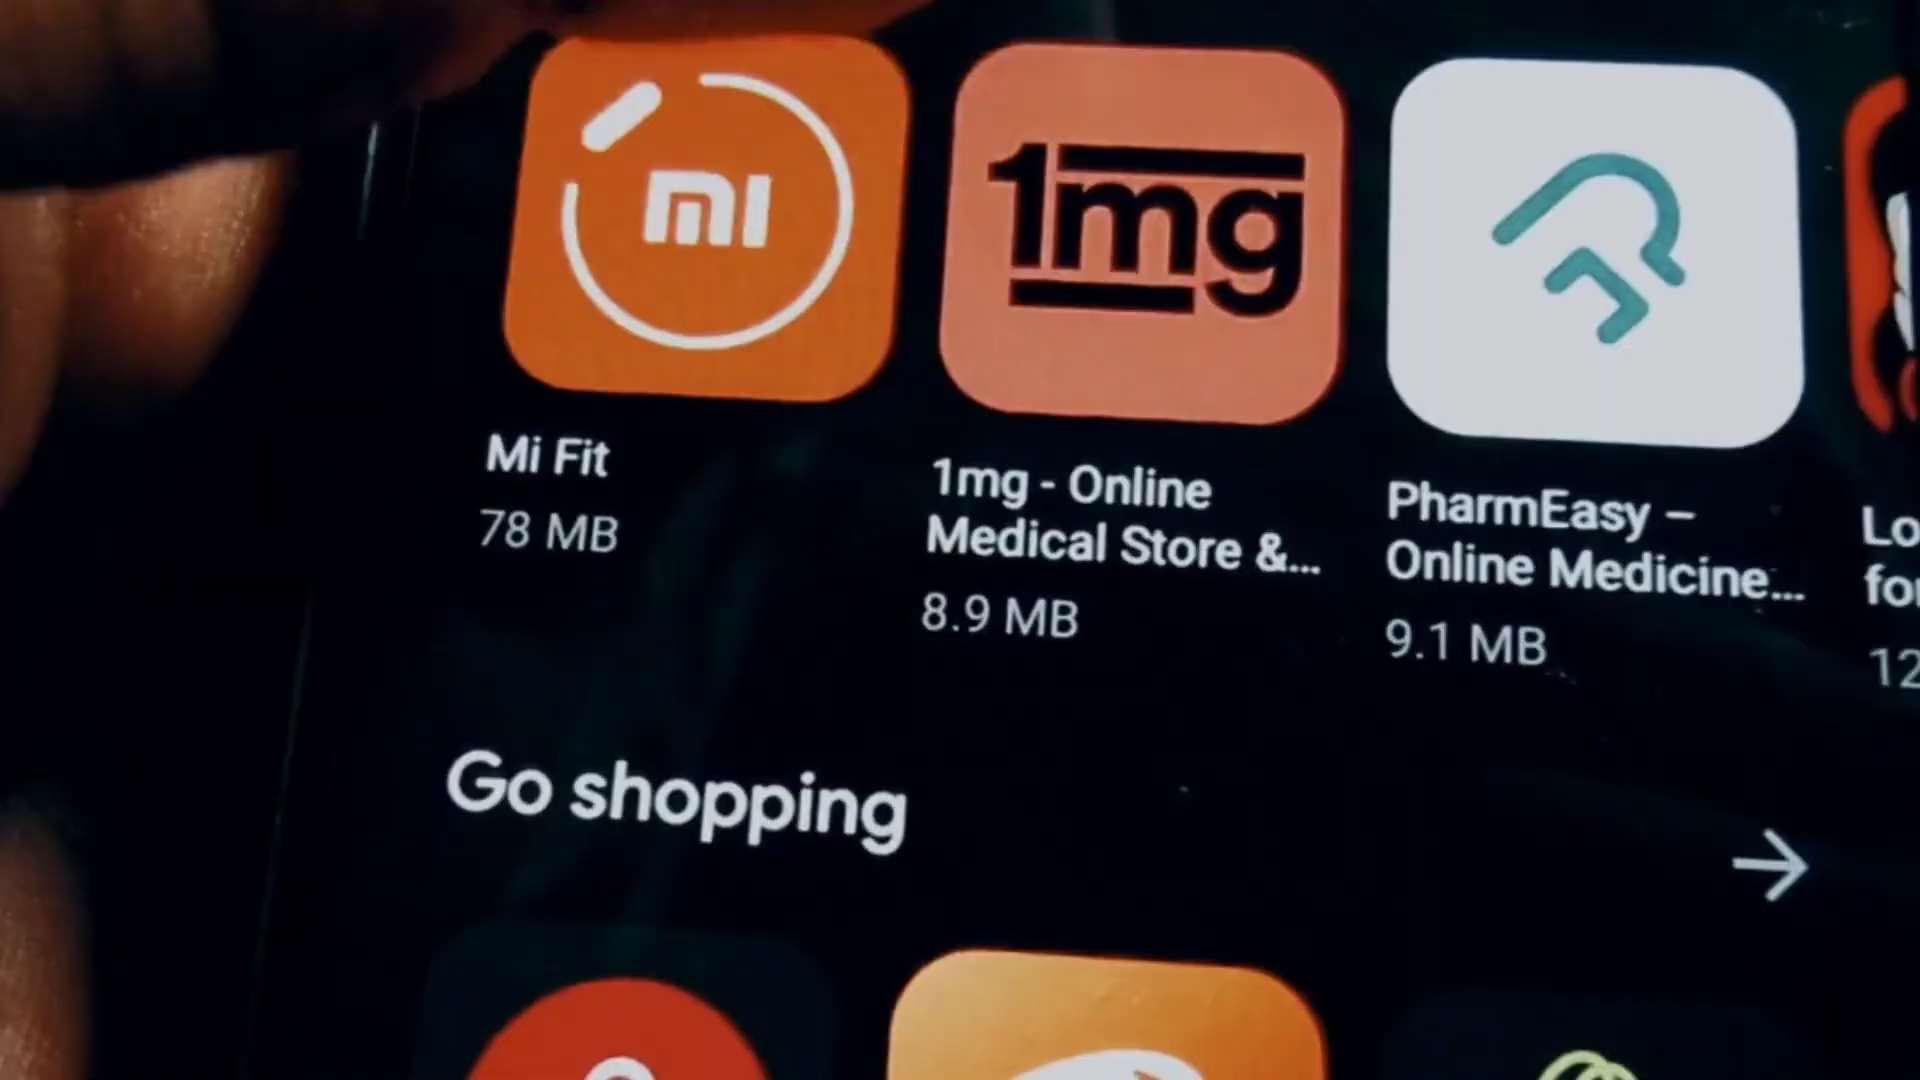 mi
1mg
Mi Fit
78 MB
1mg - Online
Medical Store &...
8.9 MB
PharmEasy –
Online Medicine...
9.1 MB
Go shopping